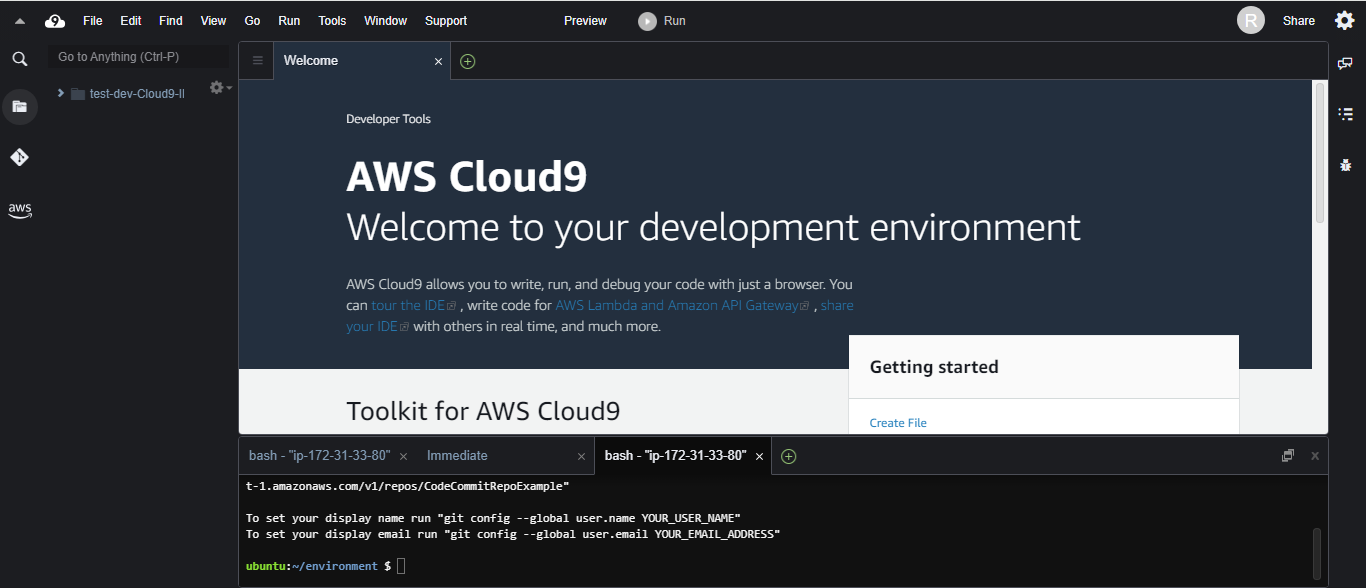 9 File Edit Find View Go Run Tools Window Support Preview Run R Share
Go to Anything (Ctrl-P)
test-dev-Cloud9-II
aws
Welcome
Developer Tools
AWS Cloud9
Welcome to your development environment
AWS Cloud9 allows you to write, run, and debug your code with just a browser. You
can tour the IDE , write code for AWS Lambda and Amazon API Gateway , share
your IDE with others in real time, and much more.
Getting started
Toolkit for AWS Cloud9
Create File
bash - "ip-172-31-33-80" Immediate bash - "ip-172-31-33-80"
t-1.amazonaws.com/v1/repos/CodeCommitRepoExample"
To set your display name run "git config --global user.name YOUR_USER_NAME"
To set your display email run "git config --global user.email YOUR_EMAIL_ADDRESS"
ubuntu:~/environment $